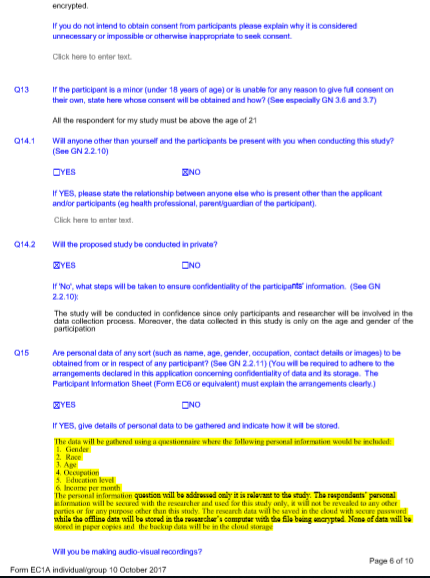 encrypted.
If you do not intend to obtain consent from participants please explain why it is considered
unnecessary or impossible or otherwise inappropriate to seek consent.
Click here to enter text.
Q13 If the participant is a minor (under 18 years of age) or is unable for any reason to give full consent on
their own, state here whose consent will be obtained and how? (See especially GN 3.6 and 3.7)
All the respondent for my study must be above the age of 21
Q14.1 Will anyone other than yourself and the participants be present with you when conducting this study?
(See GN 2.2.10)
☐YES ☒NO
If YES, please state the relationship between anyone else who is present other than the applicant
and/or participants (eg health professional, parent/guardian of the participant).
Click here to enter text.
Q14.2 Will the proposed study be conducted in private?
☒YES ☐NO
If 'No', what steps will be taken to ensure confidentiality of the participants' information. (See GN
2.2.10):
The study will be conducted in confidence since only participants and researcher will be involved in the
data collection process. Moreover, the data collected in this study is only on the age and gender of the
participation
Q15 Are personal data of any sort (such as name, age, gender, occupation, contact details or images) to be
obtained from or in respect of any participant? (See GN 2.2.11) (You will be required to adhere to the
arrangements declared in this application concerning confidentiality of data and its storage. The
Participant Information Sheet (Form EC6 or equivalent) must explain the arrangements clearly.)
☒YES ☐NO
If YES, give details of personal data to be gathered and indicate how it will be stored.
The data will be gathered using a questionnaire where the following personal information would be included:
1. Gender
2. Race
3. Age
4. Occupation
5. Education level
6. Income per month
The personal information question will be addressed only it is relevant to the study. The respondents' personal
information will be secured with the researcher and used for this study only, it will not be revealed to any other
parties or for any purpose other than this study. The research data will be saved in the cloud with secure password
while the offline data will be stored in the researcher's computer with the file being encrypted. None of data will be
stored in paper copies and the backup data will be in the cloud storage
Will you be making audio-visual recordings?
Page 6 of 10
Form EC1A individual/group 10 October 2017